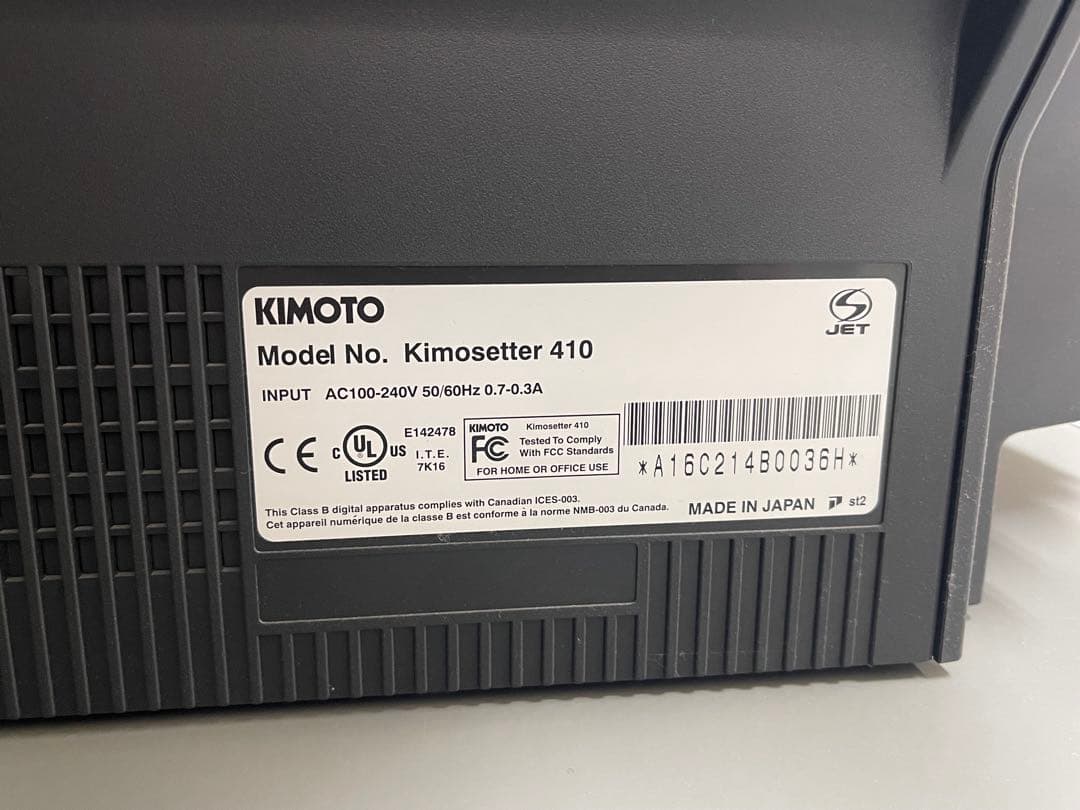 KIMOTO
JET
Model No. Kimosetter 410
INPUT AC100-240V 50/60Hz 0.7-0.3A
CE
C UL US
LISTED
E142478
I.T.E.
7K16
KIMOTO Kimosetter 410
FC Tested To Comply
With FCC Standards
FOR HOME OR OFFICE USE
*A16C214B0036H*
This Class B digital apparatus complies with Canadian ICES-003.
Cet appareil numérique de la classe B est conforme à la norme NMB-003 du Canada.
MADE IN JAPAN st2